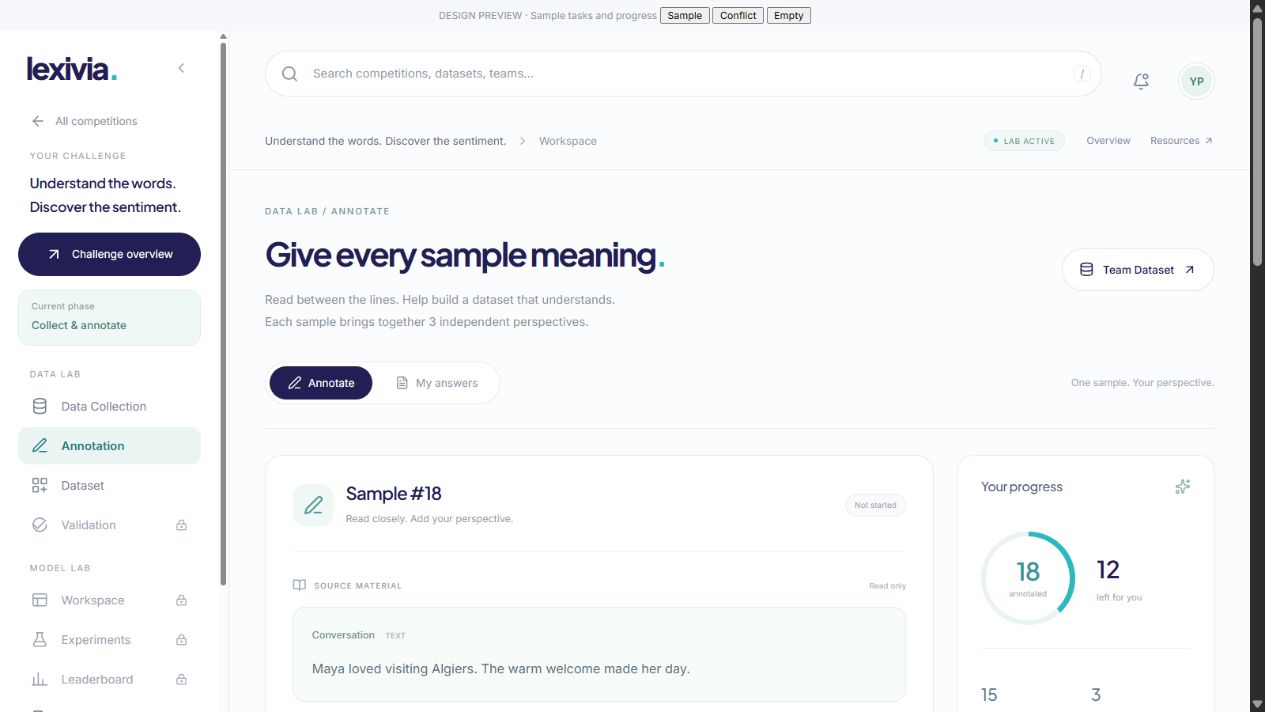 DESIGN PREVIEW · Sample tasks and progress Sample Conflict Empty
lexivia.
All competitions
YOUR CHALLENGE
Understand the words.
Discover the sentiment.
Challenge overview
Current phase
Collect & annotate
DATA LAB
Data Collection
Annotation
Dataset
Validation
MODEL LAB
Workspace
Experiments
Leaderboard
Search competitions, datasets, teams...
/
YP
Understand the words. Discover the sentiment. > Workspace
LAB ACTIVE
Overview
Resources
DATA LAB / ANNOTATE
Give every sample meaning.
Read between the lines. Help build a dataset that understands.
Each sample brings together 3 independent perspectives.
Team Dataset
Annotate
My answers
One sample. Your perspective.
Sample #18
Read closely. Add your perspective.
Not started
SOURCE MATERIAL
Read only
Conversation TEXT
Maya loved visiting Algiers. The warm welcome made her day.
Your progress
18
annotated
12
left for you
15
3